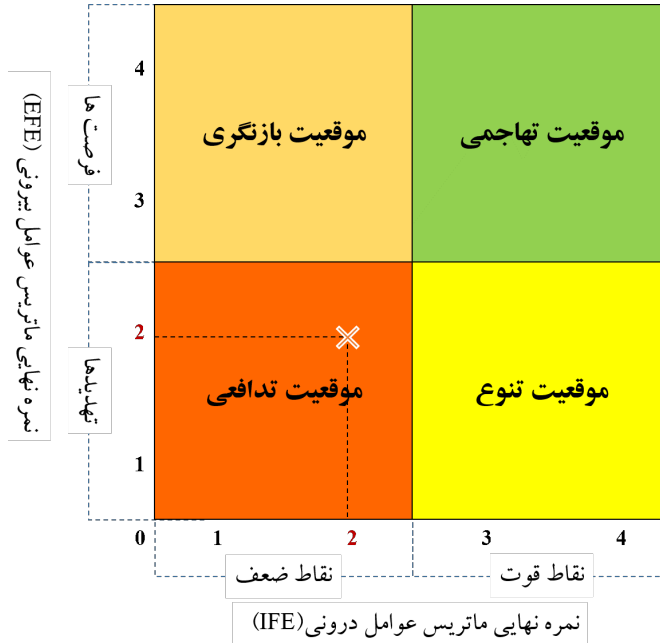 نمره نهایی ماتریس عوامل بیرونی (EFE)
فرصت ها
تهدیدها
4
3
2
1
0
موقعیت بازنگری
موقعیت تهاجمی
موقعیت تدافعی
موقعیت تنوع
1
2
3
4
نقاط ضعف
نقاط قوت
نمره نهایی ماتریس عوامل درونی(IFE)